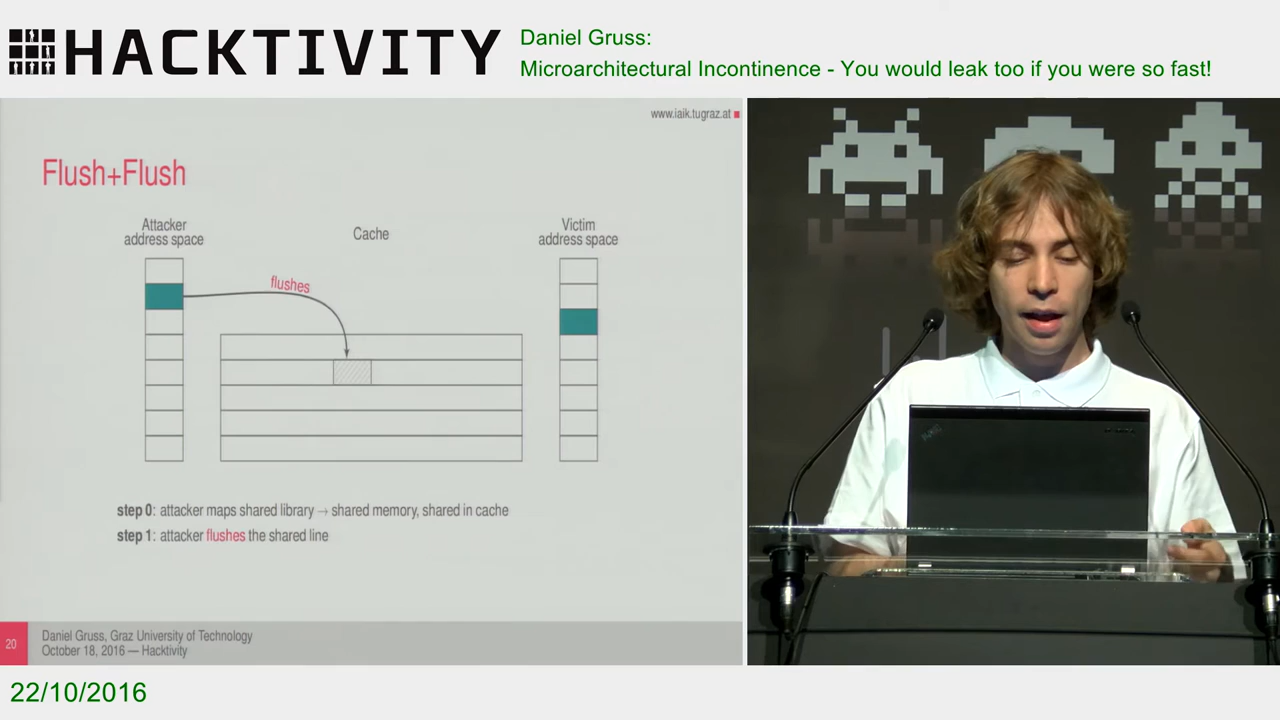 HACKTIVITY
Daniel Gruss:
Microarchitectural Incontinence - You would leak too if you were so fast!
www.iaik.tugraz.at
Flush+Flush
Attacker
address space
Cache
Victim
address space
flushes
step 0: attacker maps shared library → shared memory, shared in cache
step 1: attacker flushes the shared line
20
Daniel Gruss, Graz University of Technology
October 18, 2016 — Hacktivity
22/10/2016